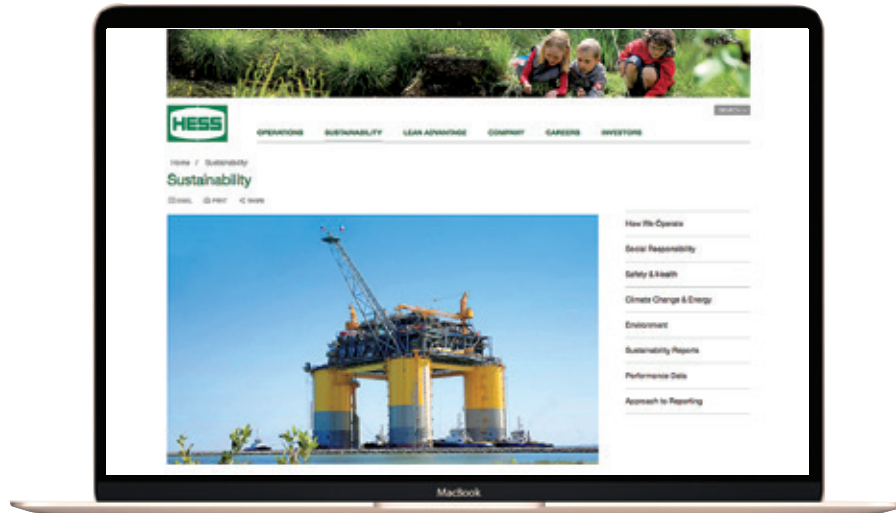 HESS
OPERATIONS SUSTAINABILITY LEAN ADVANTAGE COMPANY CAREERS INVESTORS
Home / Sustainability
Sustainability
EMAIL PRINT SHARE
How We Operate
Social Responsibility
Safety & Health
Climate Change & Energy
Environment
Sustainability Reports
Performance Data
Approach to Reporting
MacBook